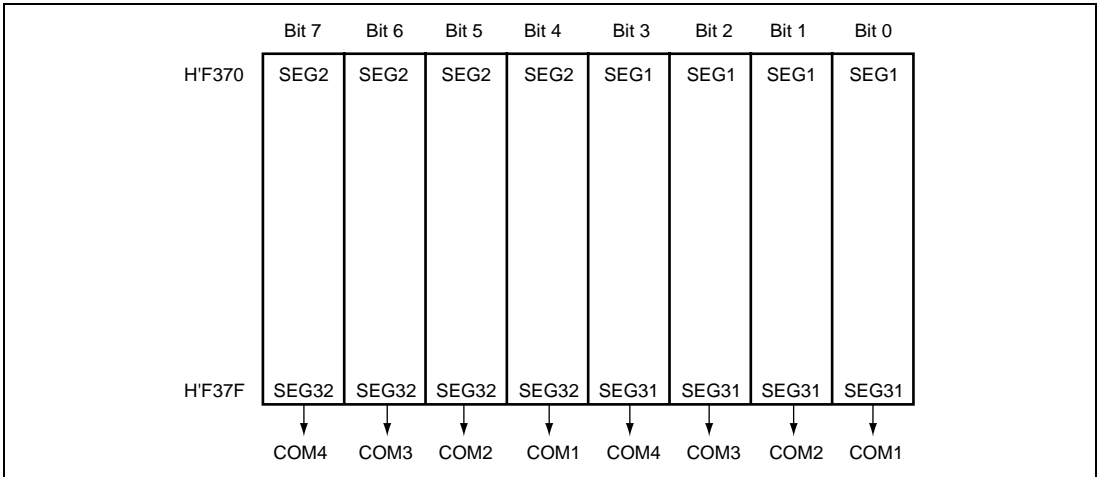 Bit 7 Bit 6 Bit 5 Bit 4 Bit 3 Bit 2 Bit 1 Bit 0
H'F370 SEG2 SEG2 SEG2 SEG2 SEG1 SEG1 SEG1 SEG1
H'F37F SEG32 SEG32 SEG32 SEG32 SEG31 SEG31 SEG31 SEG31
COM4 COM3 COM2 COM1 COM4 COM3 COM2 COM1